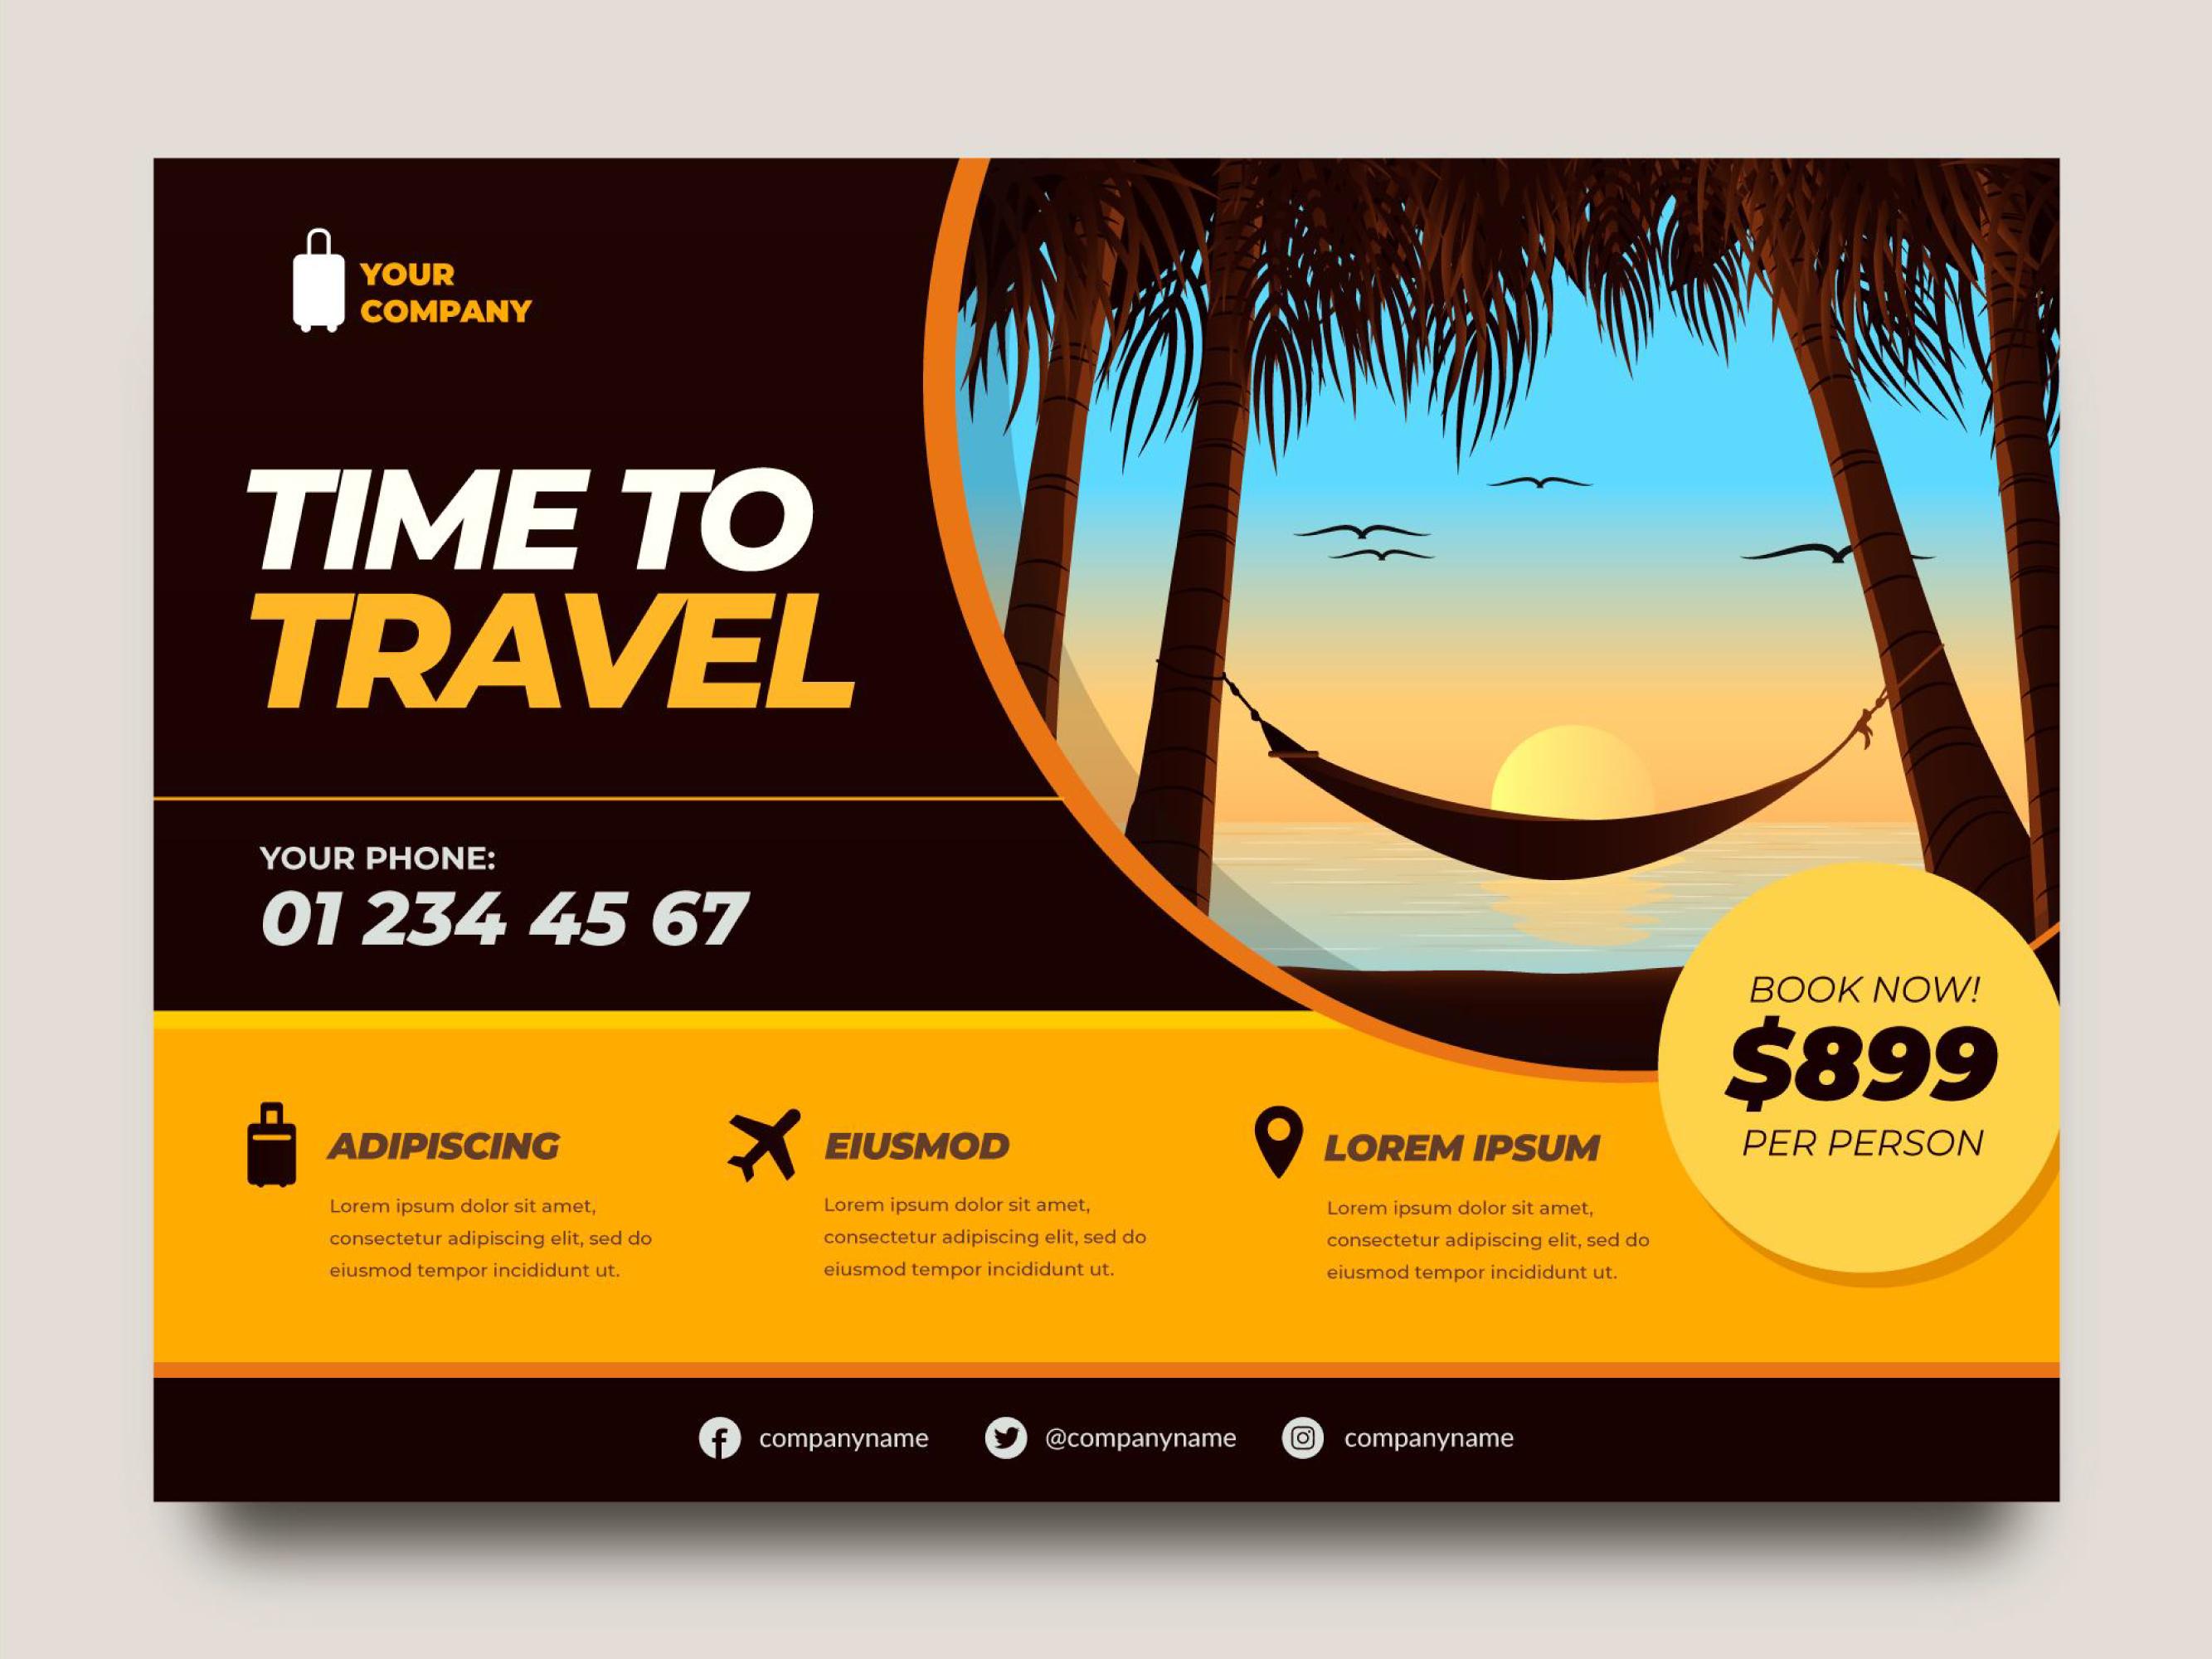 YOUR
COMPANY
TIME TO
TRAVEL
YOUR PHONE:
01 234 45 67
BOOK NOW!
$899
PER PERSON
ADIPISCING
Lorem ipsum dolor sit amet,
consectetur adipiscing elit, sed do
eiusmod tempor incididunt ut.
EIUSMOD
Lorem ipsum dolor sit amet,
consectetur adipiscing elit, sed do
eiusmod tempor incididunt ut.
LOREM IPSUM
Lorem ipsum dolor sit amet,
consectetur adipiscing elit, sed do
eiusmod tempor incididunt ut.
companyname
@companyname
companyname